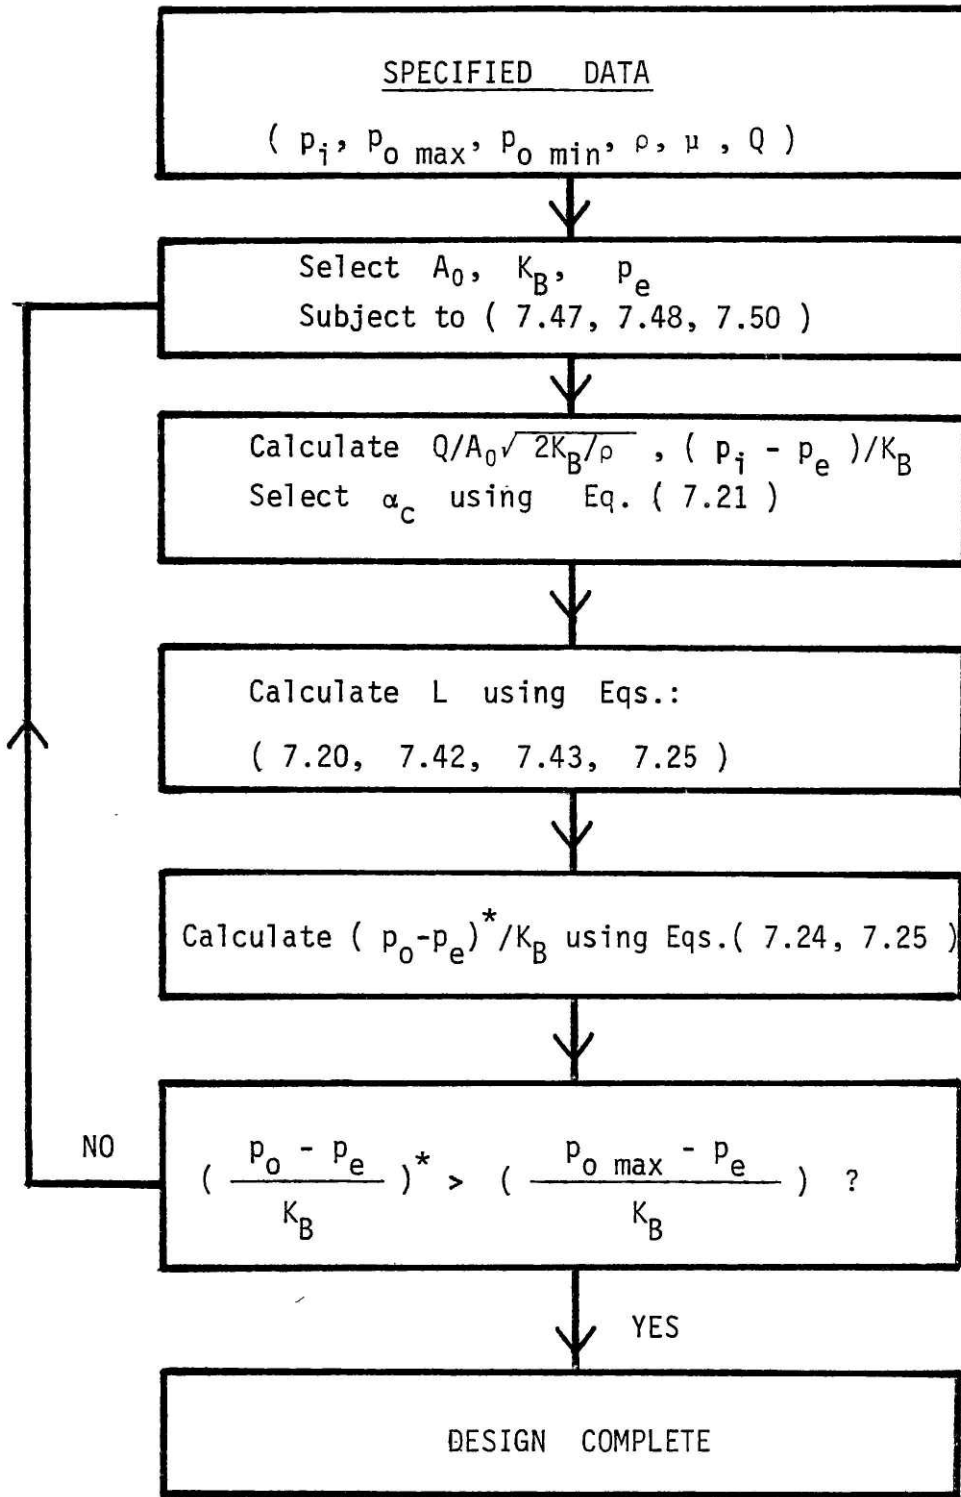 SPECIFIED DATA
( p_i, p_o max, p_o min, ρ, μ , Q )
Select A_0, K_B, p_e
Subject to ( 7.47, 7.48, 7.50 )
Calculate Q/A_0√2K_B/ρ , ( p_i - p_e )/K_B
Select α_c using Eq. ( 7.21 )
Calculate L using Eqs.:
( 7.20, 7.42, 7.43, 7.25 )
Calculate ( p_o-p_e)^*/K_B using Eqs.( 7.24, 7.25 )
NO
( (p_o - p_e)/K_B )^* > ( (p_o max - p_e)/K_B ) ?
YES
DESIGN COMPLETE